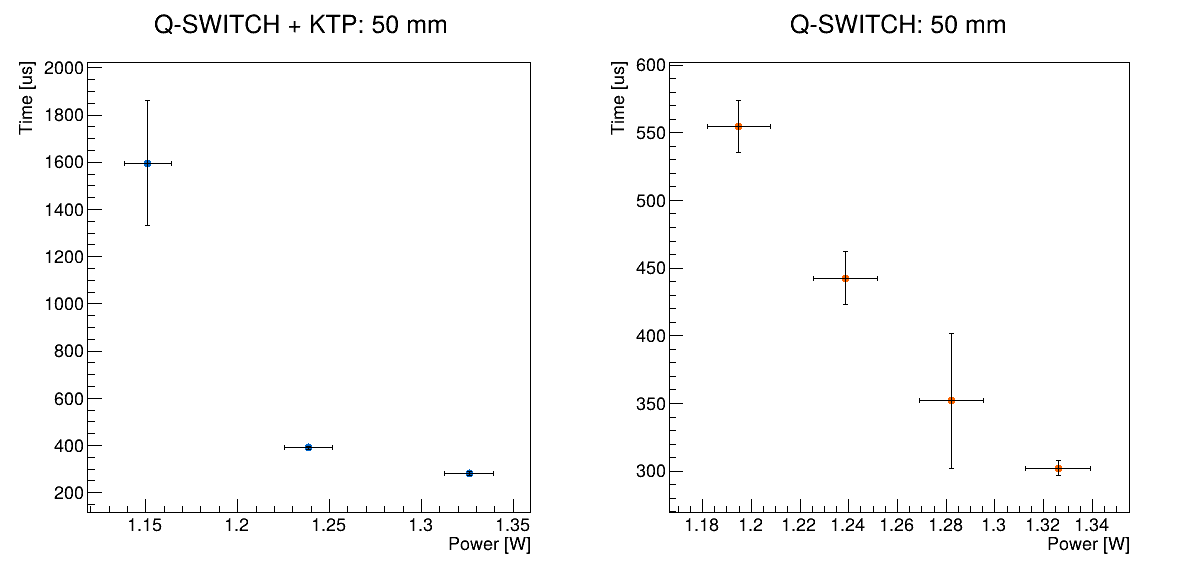 Q-SWITCH + KTP: 50 mm
Time [us]
2000
1800
1600
1400
1200
1000
800
600
400
200
1.15 1.2 1.25 1.3 1.35
Power [W]
Q-SWITCH: 50 mm
Time [us]
600
550
500
450
400
350
300
1.18 1.2 1.22 1.24 1.26 1.28 1.3 1.32 1.34
Power [W]